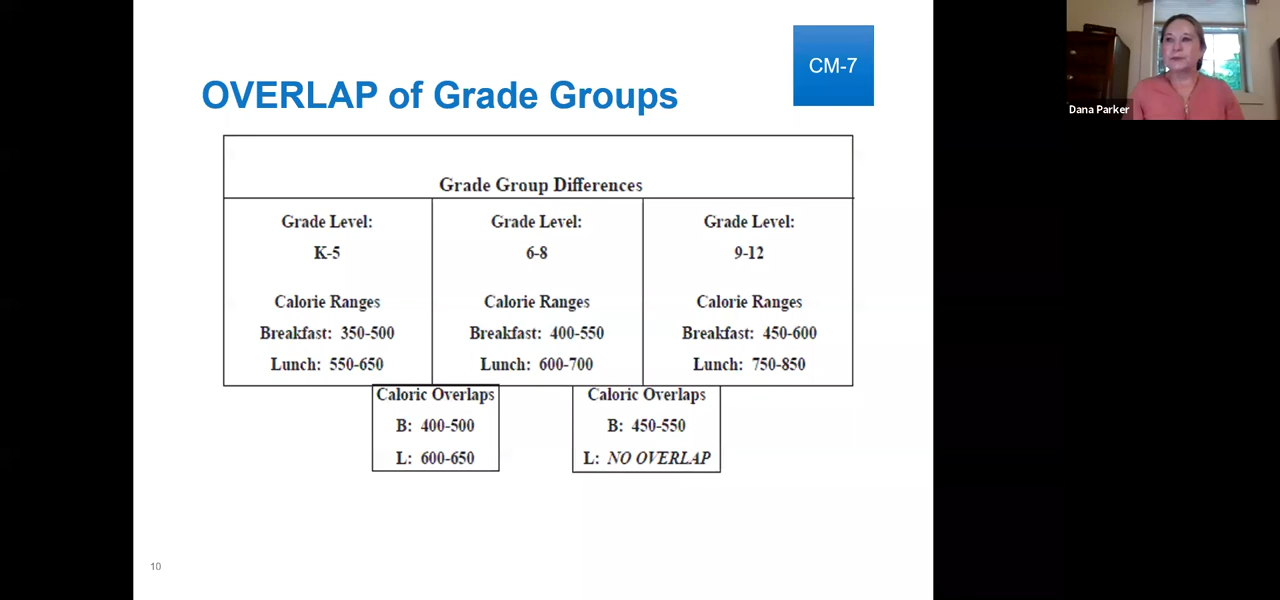 CM-7
OVERLAP of Grade Groups
Dana Parker
Grade Group Differences
Grade Level:
K-5
Calorie Ranges
Breakfast: 350-500
Lunch: 550-650
Grade Level:
6-8
Calorie Ranges
Breakfast: 400-550
Lunch: 600-700
Grade Level:
9-12
Calorie Ranges
Breakfast: 450-600
Lunch: 750-850
Caloric Overlaps
B: 400-500
L: 600-650
Caloric Overlaps
B: 450-550
L: NO OVERLAP
10